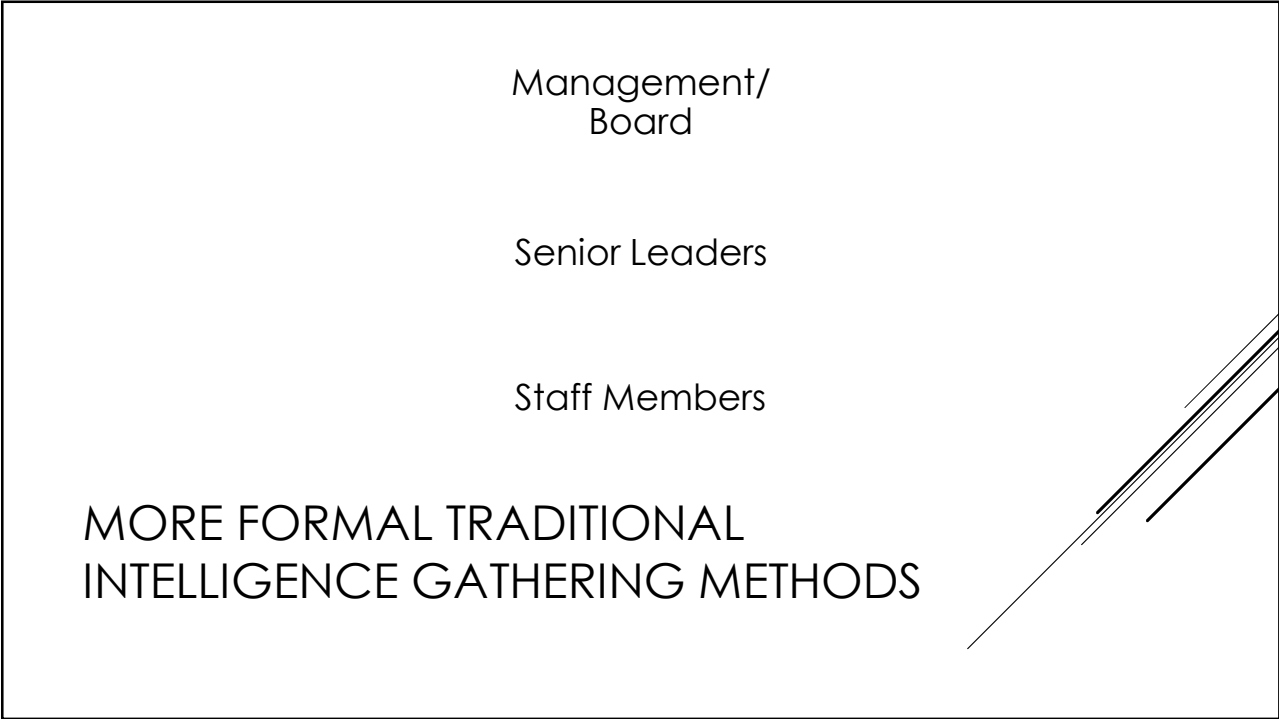 Management/
Board
Senior Leaders
Staff Members
MORE FORMAL TRADITIONAL
INTELLIGENCE GATHERING METHODS